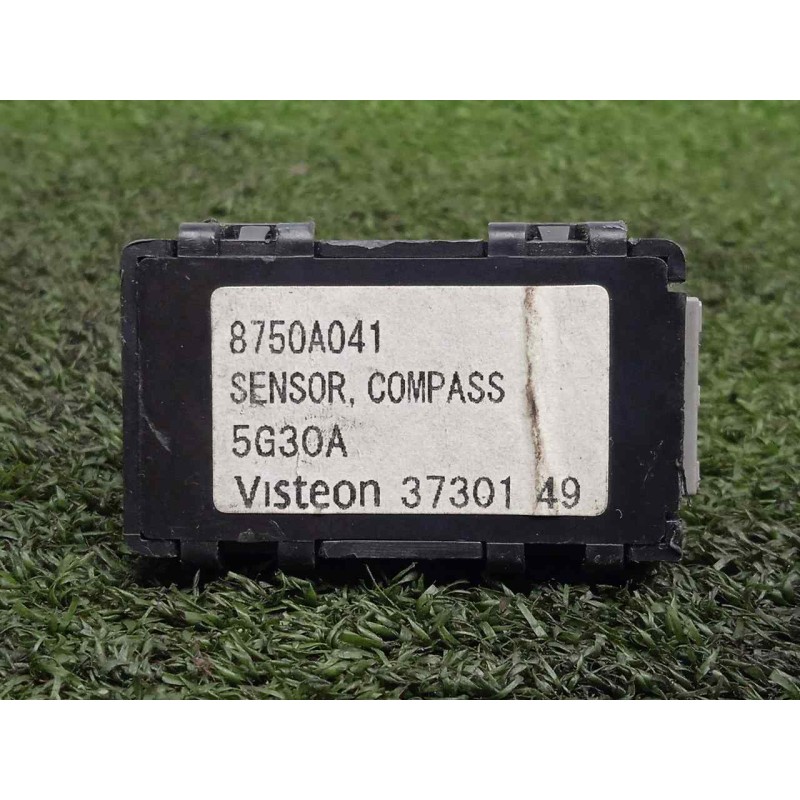 8750A041
SENSOR, COMPASS
5G30A
Visteon 37301 49